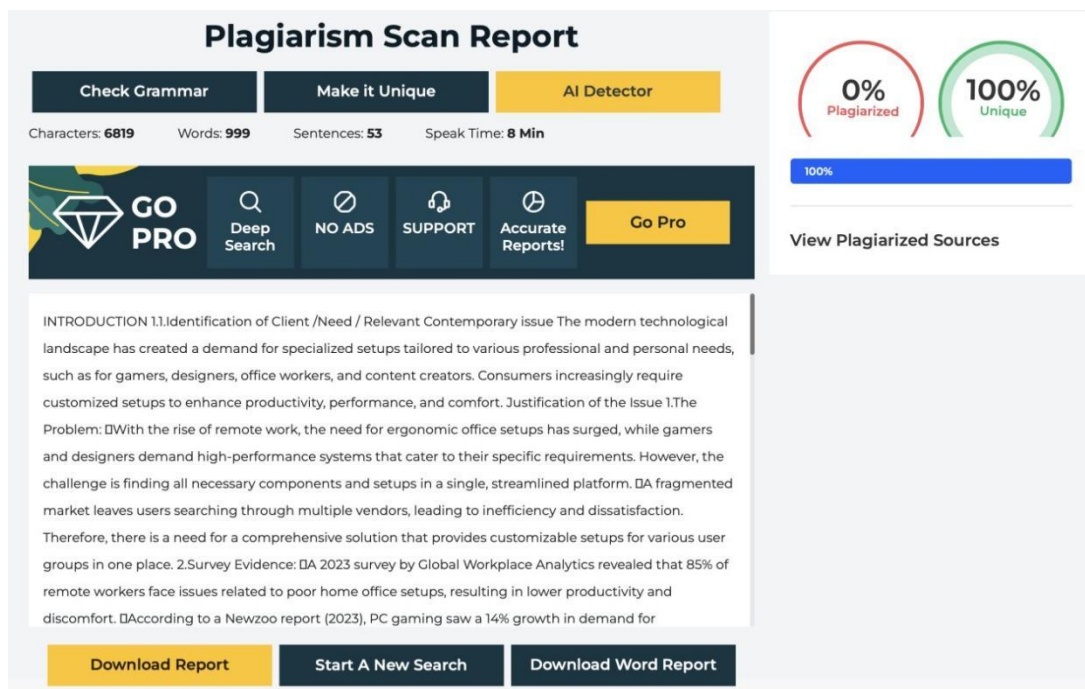 Plagiarism Scan Report
Check Grammar
Make it Unique
AI Detector
Characters: 6819 Words: 999 Sentences: 53 Speak Time: 8 Min
GO PRO
Deep Search
NO ADS
SUPPORT
Accurate Reports!
Go Pro
INTRODUCTION 1.1.Identification of Client /Need / Relevant Contemporary issue The modern technological
landscape has created a demand for specialized setups tailored to various professional and personal needs,
such as for gamers, designers, office workers, and content creators. Consumers increasingly require
customized setups to enhance productivity, performance, and comfort. Justification of the Issue 1.The
Problem: ▯With the rise of remote work, the need for ergonomic office setups has surged, while gamers
and designers demand high-performance systems that cater to their specific requirements. However, the
challenge is finding all necessary components and setups in a single, streamlined platform. ▯A fragmented
market leaves users searching through multiple vendors, leading to inefficiency and dissatisfaction.
Therefore, there is a need for a comprehensive solution that provides customizable setups for various user
groups in one place. 2.Survey Evidence: ▯A 2023 survey by Global Workplace Analytics revealed that 85% of
remote workers face issues related to poor home office setups, resulting in lower productivity and
discomfort. ▯According to a Newzoo report (2023), PC gaming saw a 14% growth in demand for
Download Report
Start A New Search
Download Word Report
0%
Plagiarized
100%
Unique
100%
View Plagiarized Sources